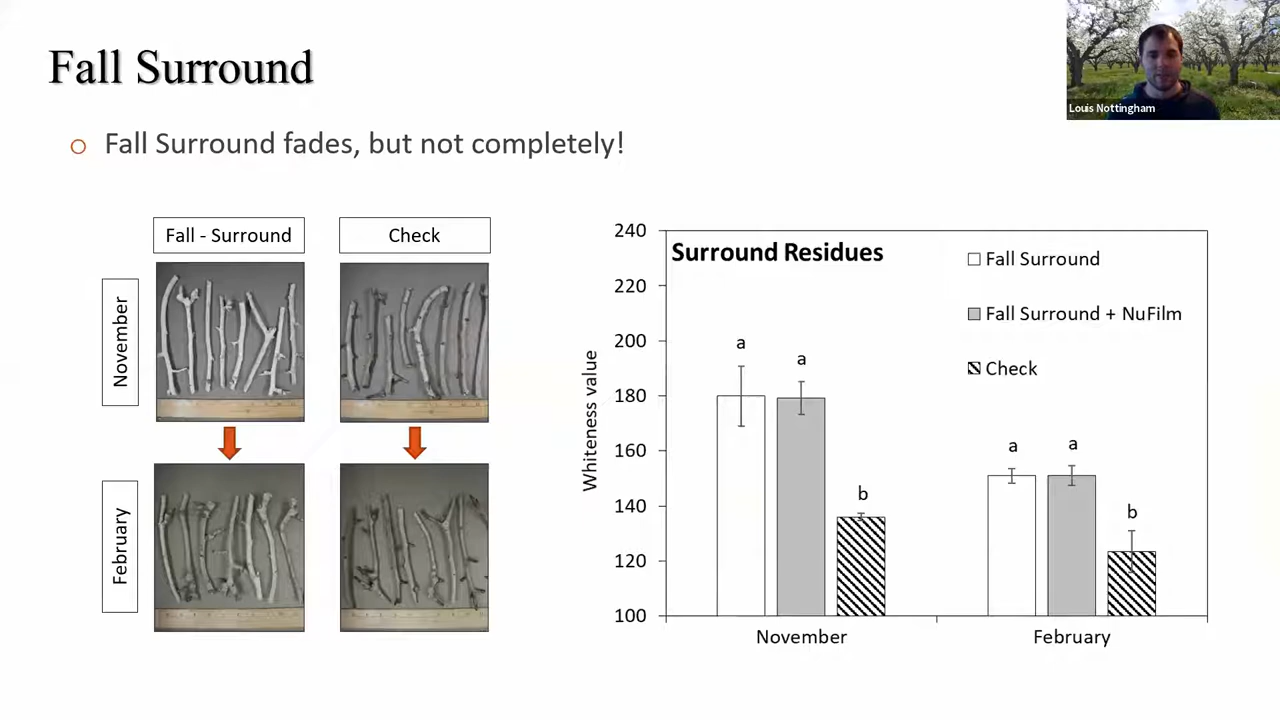 Fall Surround
Louis Nottingham
Fall Surround fades, but not completely!
Fall - Surround
Check
November
February
Surround Residues
Fall Surround
Fall Surround + NuFilm
Check
Whiteness value
240
220
200
180
160
140
120
100
a
a
b
a
a
b
November
February